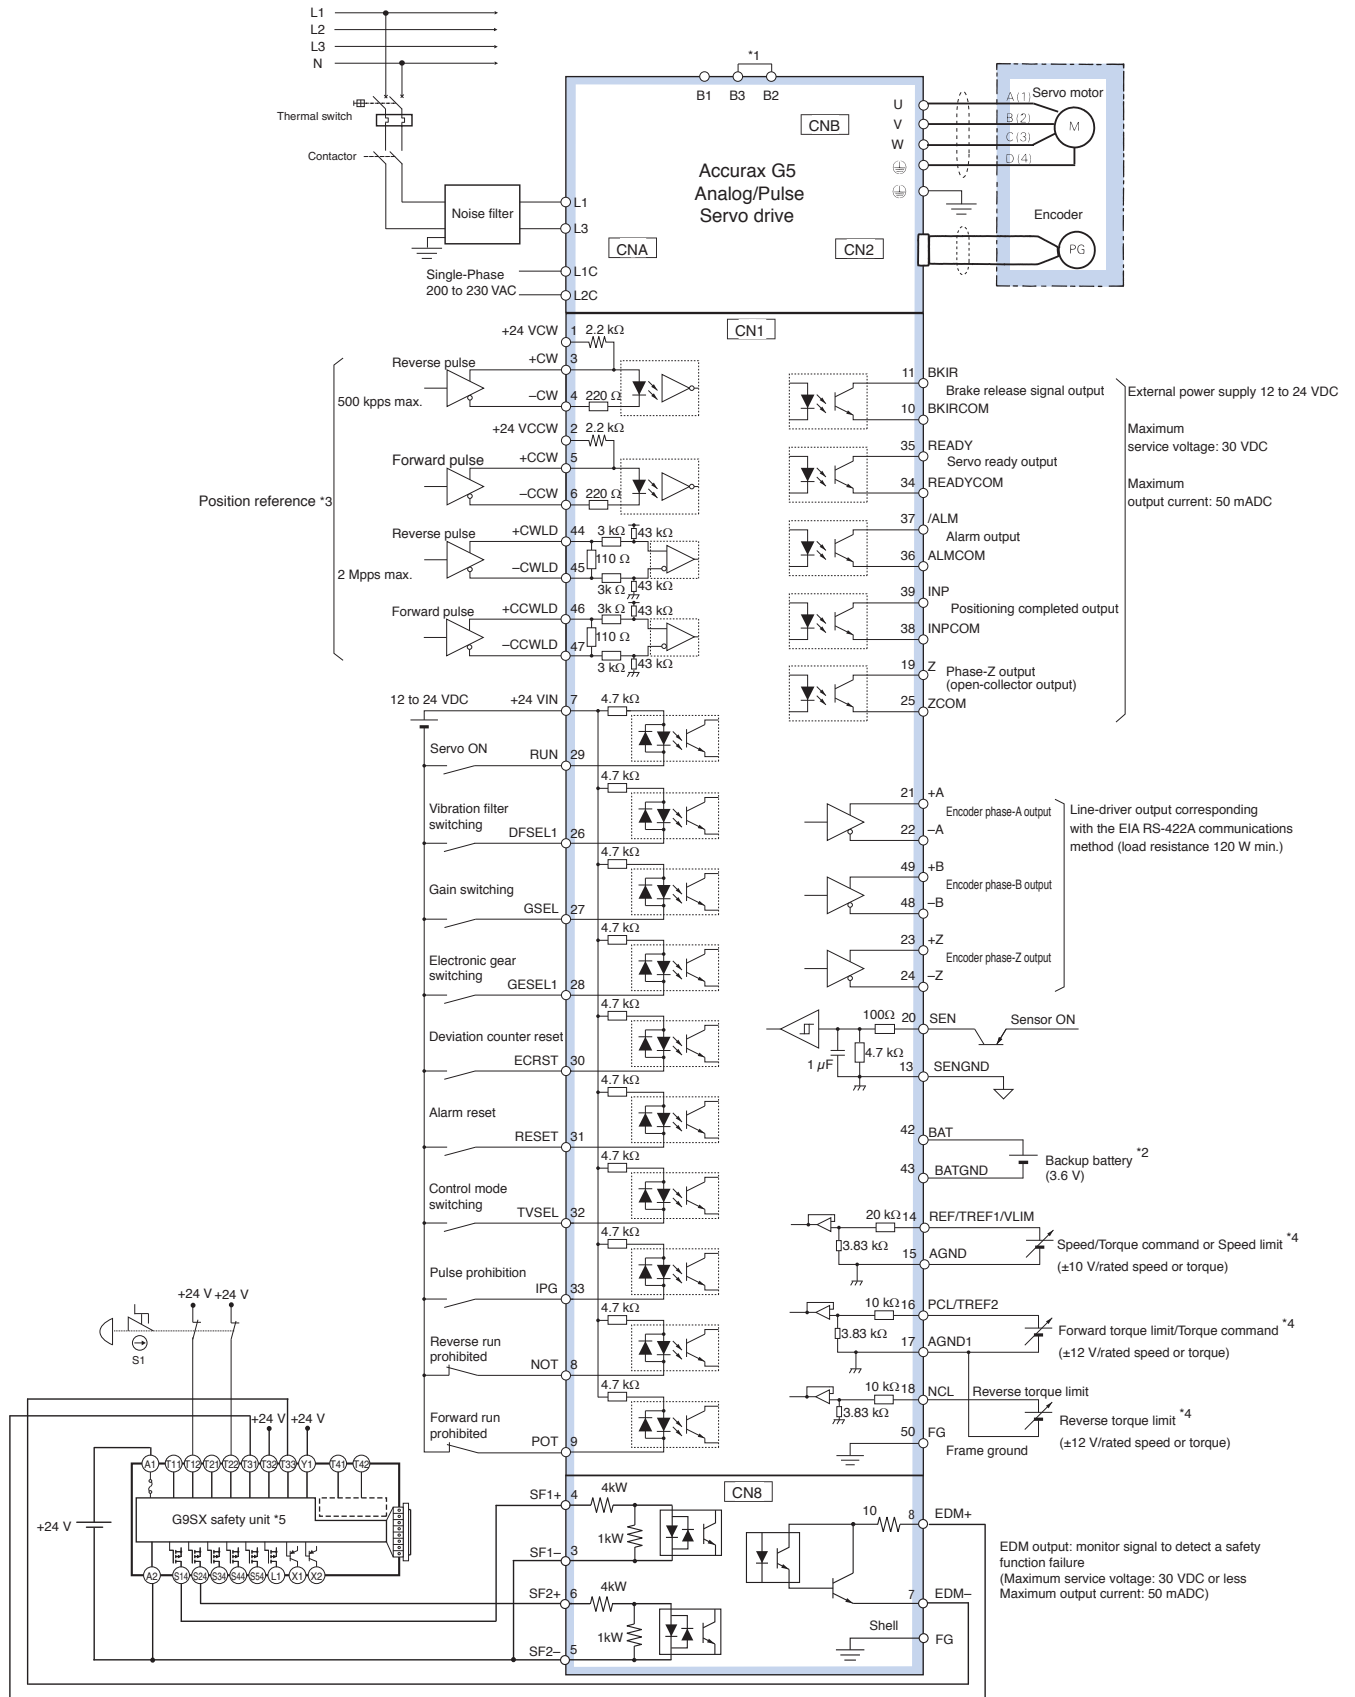 L1
L2
L3
N
Thermal switch
Contactor
Noise filter
Single-Phase
200 to 230 VAC
*1
B1 B3 B2
CNB
Accurax G5
Analog/Pulse
Servo drive
CNA
CN2
L1
L3
L1C
L2C
U
V
W
A (1)
B (2)
C (3)
D (4)
Servo motor
M
Encoder
PG
CN1
Position reference *3
500 kpps max.
2 Mpps max.
+24 VCW 1 2.2 kΩ
Reverse pulse
+CW 3
–CW 4 220 Ω
+24 VCCW 2 2.2 kΩ
Forward pulse
+CCW 5
–CCW 6 220 Ω
Reverse pulse
+CWLD 44 3 kΩ 43 kΩ
110 Ω
–CWLD 45 3k Ω 43 kΩ
Forward pulse
+CCWLD 46 3k Ω 43 kΩ
110 Ω
–CCWLD 47 3 kΩ 43 kΩ
12 to 24 VDC
+24 VIN 7 4.7 kΩ
Servo ON
RUN 29
4.7 kΩ
Vibration filter
switching
DFSEL1 26
4.7 kΩ
Gain switching
GSEL 27
4.7 kΩ
Electronic gear
switching
GESEL1 28
4.7 kΩ
Deviation counter reset
ECRST 30
4.7 kΩ
Alarm reset
RESET 31
4.7 kΩ
Control mode
switching
TVSEL 32
4.7 kΩ
Pulse prohibition
IPG 33
4.7 kΩ
Reverse run
prohibited
NOT 8
4.7 kΩ
Forward run
prohibited
POT 9
11 BKIR
Brake release signal output
10 BKIRCOM
35 READY
Servo ready output
34 READYCOM
37 /ALM
Alarm output
36 ALMCOM
39 INP
Positioning completed output
38 INPCOM
19 Z
Phase-Z output
(open-collector output)
25 ZCOM
External power supply 12 to 24 VDC
Maximum
service voltage: 30 VDC
Maximum
output current: 50 mADC
21 +A
Encoder phase-A output
22 –A
49 +B
Encoder phase-B output
48 –B
23 +Z
Encoder phase-Z output
24 –Z
Line-driver output corresponding
with the EIA RS-422A communications
method (load resistance 120 W min.)
100Ω 20 SEN
Sensor ON
4.7 kΩ
1 µF
13 SENGND
42 BAT
Backup battery *2
(3.6 V)
43 BATGND
20 kΩ 14 REF/TREF1/VLIM
3.83 kΩ
15 AGND
Speed/Torque command or Speed limit *4
(±10 V/rated speed or torque)
10 kΩ 16 PCL/TREF2
3.83 kΩ
17 AGND1
Forward torque limit/Torque command *4
(±12 V/rated speed or torque)
10 kΩ 18 NCL
Reverse torque limit
3.83 kΩ
Reverse torque limit *4
(±12 V/rated speed or torque)
50 FG
Frame ground
+24 V +24 V
S1
+24 V +24 V
A1 T11 T12 T21 T22 T31 T32 T33 Y1 T41 T42
+24 V
G9SX safety unit *5
A2 S14 S24 S34 S44 S54 L1 X1 X2
CN8
SF1+ 4 4kW
1kW
SF1– 3
SF2+ 6 4kW
1kW
SF2– 5
10 8 EDM+
7 EDM–
Shell
FG
EDM output: monitor signal to detect a safety
function failure
(Maximum service voltage: 30 VDC or less
Maximum output current: 50 mADC)